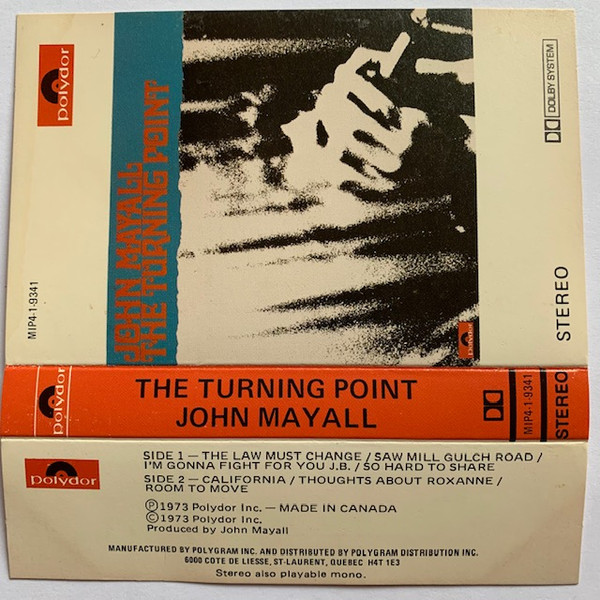 polydor
JOHN MAYALL
THE TURNING POINT
DOLBY SYSTEM
MIP4-1-9341
STEREO
polydor
polydor
THE TURNING POINT
JOHN MAYALL
MIP4-1-9341
STEREO
polydor
SIDE 1 — THE LAW MUST CHANGE / SAW MILL GULCH ROAD /
I'M GONNA FIGHT FOR YOU J.B. / SO HARD TO SHARE
SIDE 2 — CALIFORNIA / THOUGHTS ABOUT ROXANNE /
ROOM TO MOVE
Ⓟ1973 Polydor Inc. — MADE IN CANADA
©1973 Polydor Inc.
Produced by John Mayall
MANUFACTURED BY POLYGRAM INC. AND DISTRIBUTED BY POLYGRAM DISTRIBUTION INC.
6000 COTE DE LIESSE, ST-LAURENT, QUEBEC H4T 1E3
Stereo also playable mono.